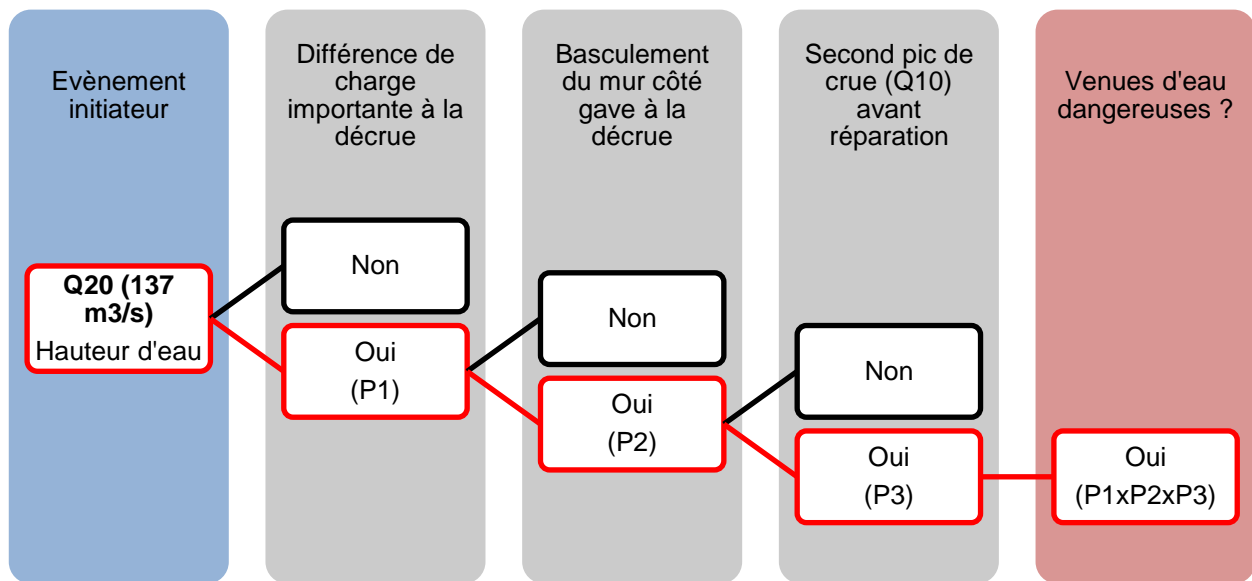 Evènement
initiateur
Différence de
charge
importante à la
décrue
Basculement
du mur côté
gave à la
décrue
Second pic de
crue (Q10)
avant
réparation
Venues d'eau
dangereuses ?
Q20 (137
m3/s)
Hauteur d'eau
Non
Oui
(P1)
Non
Oui
(P2)
Non
Oui
(P3)
Oui
(P1xP2xP3)